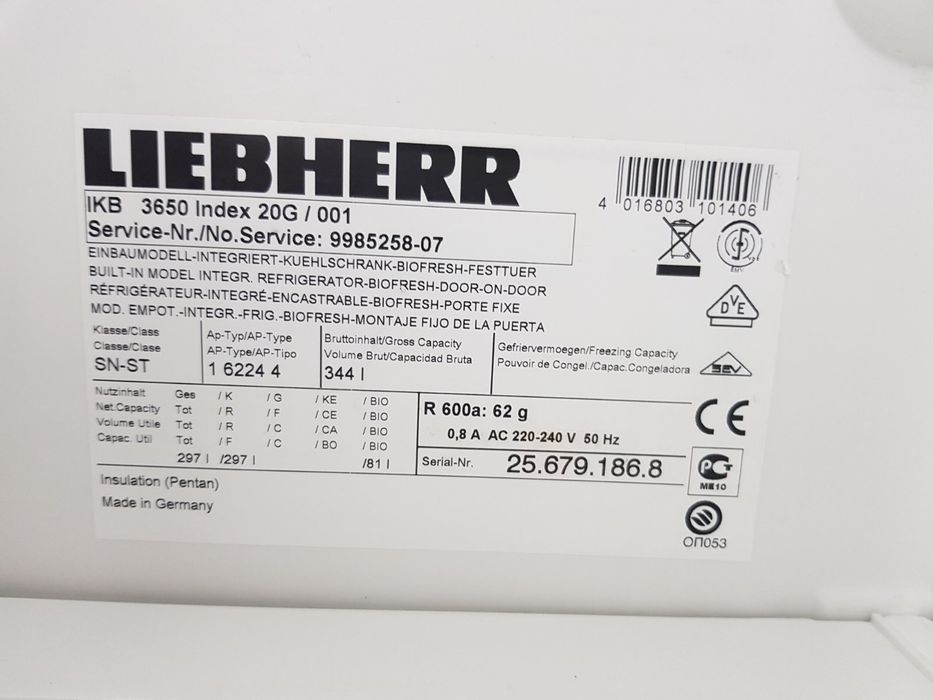 LIEBHERR
4 016803 101406
IKB 3650 Index 20G / 001
Service-Nr./No.Service: 9985258-07
EINBAUMODELL-INTEGRIERT-KUEHLSCHRANK-BIOFRESH-FESTTUER
BUILT-IN MODEL INTEGR. REFRIGERATOR-BIOFRESH-DOOR-ON-DOOR
RÉFRIGÉRATEUR-INTEGRÉ-ENCASTRABLE-BIOFRESH-PORTE FIXE
MOD. EMPOT.-INTEGR.-FRIG.-BIOFRESH-MONTAJE FIJO DE LA PUERTA
EMV
DVE
SEV
Klasse/Class
Classe/Clase
SN-ST
Ap-Typ/AP-Type
AP-Type/AP-Tipo
1 6224 4
Bruttoinhalt/Gross Capacity
Volume Brut/Capacidad Bruta
344 l
Gefriervermoegen/Freezing Capacity
Pouvoir de Congel./Capac.Congeladora
Nutzinhalt Ges / K / G / KE / BIO
Net.Capacity Tot / R / F / CE / BIO
Volume Utile Tot / R / C / CA / BIO
Capac. Util Tot / F / C / BO / BIO
297 l /297 l /81 l
R 600a: 62 g
0,8 A AC 220-240 V 50 Hz
Serial-Nr. 25.679.186.8
CE
Insulation (Pentan)
Made in Germany
ME10
ОП053